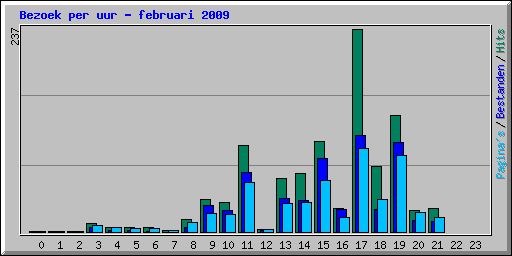 Bezoek per uur - februari 2009
237
Pagina's / Bestanden / Hits
0 1 2 3 4 5 6 7 8 9 10 11 12 13 14 15 16 17 18 19 20 21 22 23